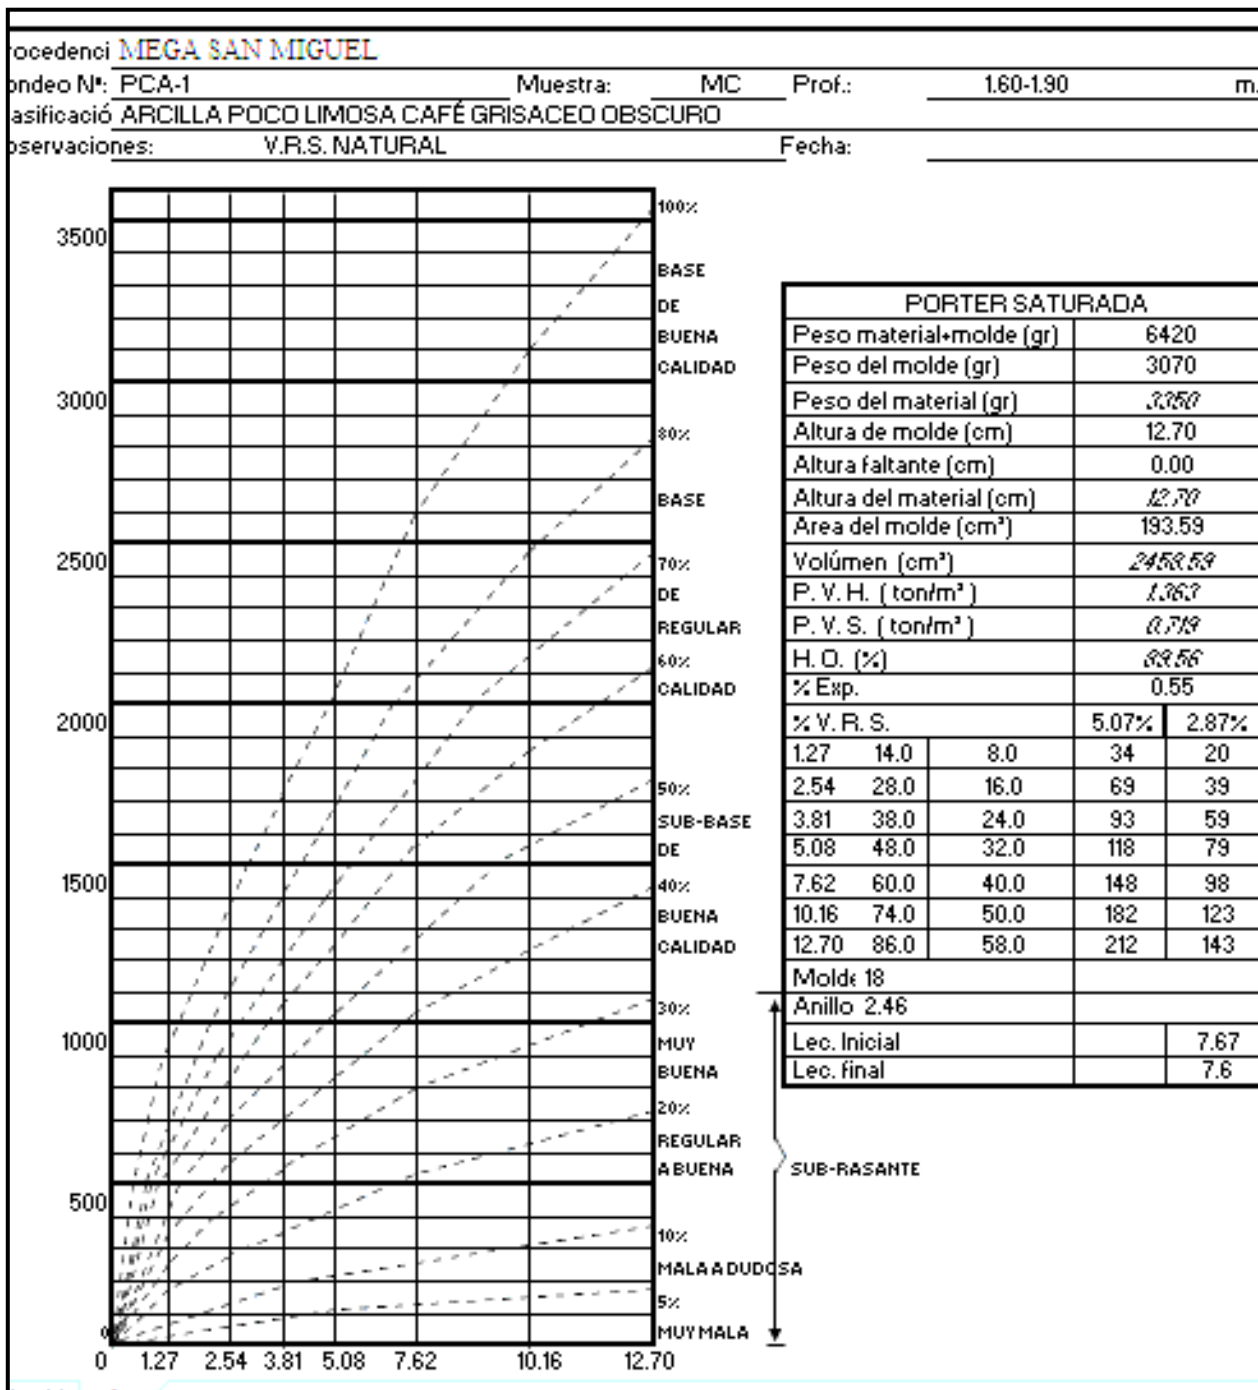 rocedenci MEGA SAN MIGUEL
ondeo Nº: PCA-1 Muestra: MC Prof.: 1.60-1.90 m.
asificació ARCILLA POCO LIMOSA CAFÉ GRISACEO OBSCURO
bservaciones: V.R.S. NATURAL Fecha:
3500
3000
2500
2000
1500
1000
500
0
0 1.27 2.54 3.81 5.08 7.62 10.16 12.70
100%
BASE
DE
BUENA
CALIDAD
80%
BASE
70%
DE
REGULAR
60%
CALIDAD
50%
SUB-BASE
DE
40%
BUENA
CALIDAD
30%
MUY
BUENA
20%
REGULAR
A BUENA
10%
MALA A DUDOSA
5%
MUY MALA
SUB-RASANTE
PORTER SATURADA
Peso material+molde (gr) 6420
Peso del molde (gr) 3070
Peso del material (gr) 3350
Altura de molde (cm) 12.70
Altura faltante (cm) 0.00
Altura del material (cm) 12.70
Area del molde (cm²) 193.59
Volúmen (cm³) 2458.59
P. V. H. ( ton/m³ ) 1.363
P. V. S. ( ton/m³ ) 0.719
H. O. (%) 89.56
% Exp. 0.55
% V. R. S. 5.07% 2.87%
1.27 14.0 8.0 34 20
2.54 28.0 16.0 69 39
3.81 38.0 24.0 93 59
5.08 48.0 32.0 118 79
7.62 60.0 40.0 148 98
10.16 74.0 50.0 182 123
12.70 86.0 58.0 212 143
Molde 18
Anillo 2.46
Lec. Inicial 7.67
Lec. final 7.6